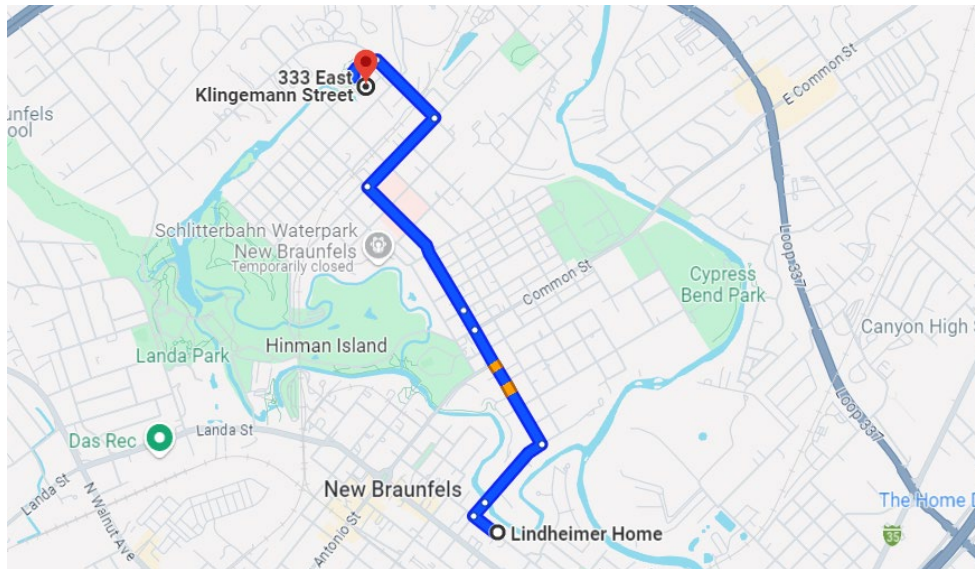 333 East
Klingemann Street
E Common St
unfels
ool
Loop 337
Schlitterbahn Waterpark
New Braunfels
Temporarily closed
Common St
Cypress
Bend Park
Canyon High S
Hinman Island
Landa Park
Loop 337
Das Rec
Landa St
Landa St
N Walnut Ave
New Braunfels
Antonio St
The Home D
Lindheimer Home
35